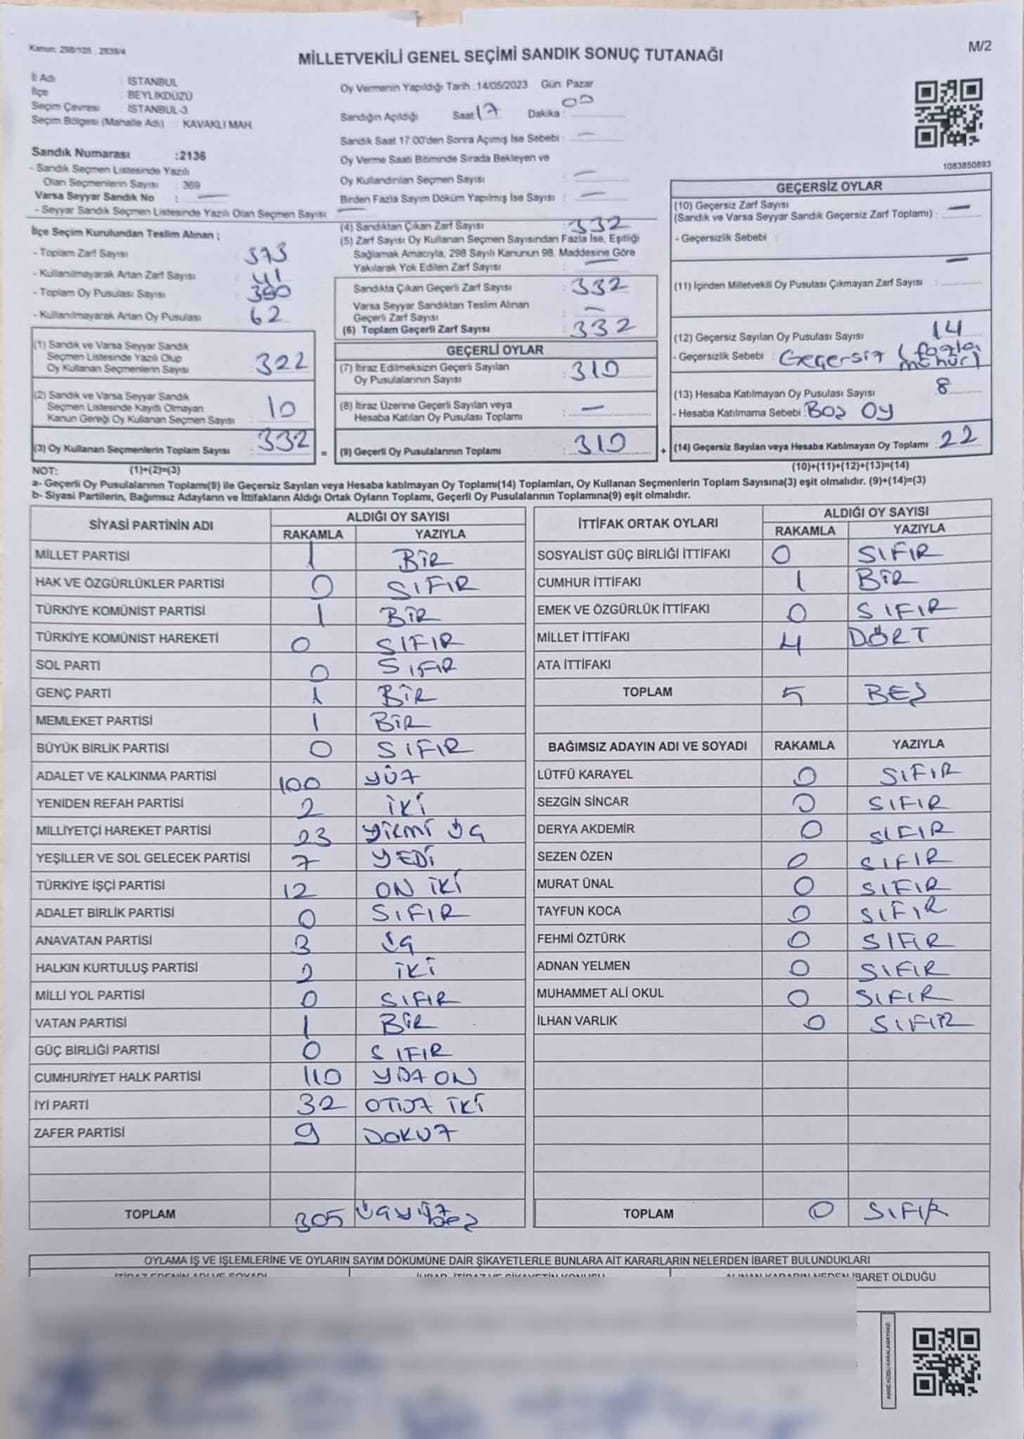 Kanun: 298/105 ; 2839/4
MİLLETVEKİLİ GENEL SEÇİMİ SANDIK SONUÇ TUTANAĞI
M/2
İl Adı : İSTANBUL
İlçe : BEYLİKDÜZÜ
Seçim Çevresi : İSTANBUL-3
Seçim Bölgesi (Mahalle Adı) : KAVAKLI MAH.
Sandık Numarası :2136
- Sandık Seçmen Listesinde Yazılı
Olan Seçmenlerin Sayısı : 369
Varsa Seyyar Sandık No : —
- Seyyar Sandık Seçmen Listesinde Yazılı Olan Seçmen Sayısı : —
Oy Vermenin Yapıldığı Tarih :14/05/2023 Gün: Pazar
Sandığın Açıldığı Saat 17 Dakika : 00
Sandık Saat 17:00'den Sonra Açımış İse Sebebi : —
Oy Verme Saati Bitiminde Sırada Bekleyen ve
Oy Kullandırılan Seçmen Sayısı : —
Birden Fazla Sayım Döküm Yapılmış İse Sayısı : —
1083850893
İlçe Seçim Kurulundan Teslim Alınan ;
- Toplam Zarf Sayısı : 373
- Kullanılmayarak Artan Zarf Sayısı : 41
- Toplam Oy Pusulası Sayısı :
- Kullanılmayarak Artan Oy Pusulası : 62
(1) Sandık ve Varsa Seyyar Sandık
Seçmen Listesinde Yazılı Olup
Oy Kullanan Seçmenlerin Sayısı : 322
(2) Sandık ve Varsa Seyyar Sandık
Seçmen Listesinde Kayıtlı Olmayan
Kanun Gereği Oy Kullanan Seçmen Sayısı : 10
(3) Oy Kullanan Seçmenlerin Toplam Sayısı : 332
(4) Sandıktan Çıkan Zarf Sayısı : 332
(5) Zarf Sayısı Oy Kullanan Seçmen Sayısından Fazla İse, Eşitliği
Sağlamak Amacıyla, 298 Sayılı Kanunun 98. Maddesine Göre
Yakılarak Yok Edilen Zarf Sayısı : —
Sandıkta Çıkan Geçerli Zarf Sayısı : 332
Varsa Seyyar Sandıktan Teslim Alınan
Geçerli Zarf Sayısı : —
(6) Toplam Geçerli Zarf Sayısı : 332
GEÇERLİ OYLAR
(7) İtiraz Edilmeksizin Geçerli Sayılan
Oy Pusulalarının Sayısı : 310
(8) İtiraz Üzerine Geçerli Sayılan veya
Hesaba Katılan Oy Pusulası Toplamı : —
= (9) Geçerli Oy Pusulalarının Toplamı : 310
GEÇERSİZ OYLAR
(10) Geçersiz Zarf Sayısı
(Sandık ve Varsa Seyyar Sandık Geçersiz Zarf Toplamı) : —
- Geçersizlik Sebebi :
—
(11) İçinden Milletvekili Oy Pusulası Çıkmayan Zarf Sayısı :
(12) Geçersiz Sayılan Oy Pusulası Sayısı : 14
- Geçersizlik Sebebi : Geçersiz (fazla mühür)
(13) Hesaba Katılmayan Oy Pusulası Sayısı : 8
- Hesaba Katılmama Sebebi : Boş OY
+ (14) Geçersiz Sayılan veya Hesaba Katılmayan Oy Toplamı : 22
NOT: (1)+(2)=(3)
(10)+(11)+(12)+(13)=(14)
a- Geçerli Oy Pusulalarının Toplamı(9) ile Geçersiz Sayılan veya Hesaba katılmayan Oy Toplamı(14) Toplamları, Oy Kullanan Seçmenlerin Toplam Sayısına(3) eşit olmalıdır. (9)+(14)=(3)
b- Siyasi Partilerin, Bağımsız Adayların ve İttifakların Aldığı Ortak Oyların Toplamı, Geçerli Oy Pusulalarının Toplamına(9) eşit olmalıdır.
SİYASİ PARTİNİN ADI ALDIĞI OY SAYISI
RAKAMLA YAZIYLA
MİLLET PARTİSİ 1 BİR
HAK VE ÖZGÜRLÜKLER PARTİSİ 0 SIFIR
TÜRKİYE KOMÜNİST PARTİSİ 1 BİR
TÜRKİYE KOMÜNİST HAREKETİ 0 SIFIR
SOL PARTİ 0 SIFIR
GENÇ PARTİ 1 BİR
MEMLEKET PARTİSİ 1 BİR
BÜYÜK BİRLİK PARTİSİ 0 SIFIR
ADALET VE KALKINMA PARTİSİ 100 YÜZ
YENİDEN REFAH PARTİSİ 2 İKİ
MİLLİYETÇİ HAREKET PARTİSİ 23 YİRMİ ÜÇ
YEŞİLLER VE SOL GELECEK PARTİSİ 7 YEDİ
TÜRKİYE İŞÇİ PARTİSİ 12 ON İKİ
ADALET BİRLİK PARTİSİ 0 SIFIR
ANAVATAN PARTİSİ 3 ÜÇ
HALKIN KURTULUŞ PARTİSİ 2 İKİ
MİLLİ YOL PARTİSİ 0 SIFIR
VATAN PARTİSİ 1 BİR
GÜÇ BİRLİĞİ PARTİSİ 0 SIFIR
CUMHURİYET HALK PARTİSİ 110 YÜZ ON
İYİ PARTİ 32 OTUZ İKİ
ZAFER PARTİSİ 9 DOKUZ
TOPLAM 305 ÜÇ YÜZ BEŞ
İTTİFAK ORTAK OYLARI ALDIĞI OY SAYISI
RAKAMLA YAZIYLA
SOSYALİST GÜÇ BİRLİĞİ İTTİFAKI 0 SIFIR
CUMHUR İTTİFAKI 1 BİR
EMEK VE ÖZGÜRLÜK İTTİFAKI 0 SIFIR
MİLLET İTTİFAKI 4 DÖRT
ATA İTTİFAKI
TOPLAM 5 BEŞ
BAĞIMSIZ ADAYIN ADI VE SOYADI RAKAMLA YAZIYLA
LÜTFÜ KARAYEL 0 SIFIR
SEZGİN SİNCAR 0 SIFIR
DERYA AKDEMİR 0 SIFIR
SEZEN ÖZEN 0 SIFIR
MURAT ÜNAL 0 SIFIR
TAYFUN KOCA 0 SIFIR
FEHMİ ÖZTÜRK 0 SIFIR
ADNAN YELMEN 0 SIFIR
MUHAMMET ALİ OKUL 0 SIFIR
İLHAN VARLIK 0 SIFIR
TOPLAM 0 SIFIR
OYLAMA İŞ VE İŞLEMLERİNE VE OYLARIN SAYIM DÖKÜMÜNE DAİR ŞİKAYETLERLE BUNLARA AİT KARARLARIN NELERDEN İBARET BULUNDUKLARI
İTİRAZ EDENİN ADI VE SOYADI İHBAR, İTİRAZ VE ŞİKAYETİN KONUSU ALINAN KARARIN NEDEN İBARET OLDUĞU